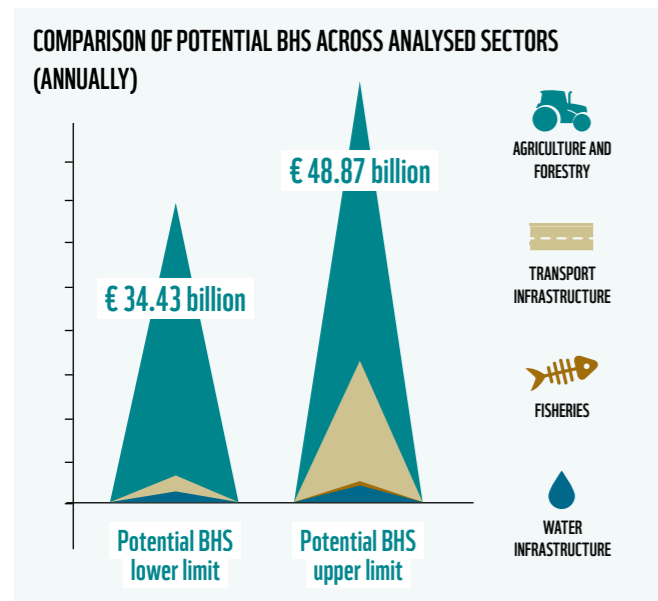 COMPARISON OF POTENTIAL BHS ACROSS ANALYSED SECTORS
(ANNUALLY)
€ 34.43 billion
€ 48.87 billion
Potential BHS
lower limit
Potential BHS
upper limit
AGRICULTURE AND
FORESTRY
TRANSPORT
INFRASTRUCTURE
FISHERIES
WATER
INFRASTRUCTURE